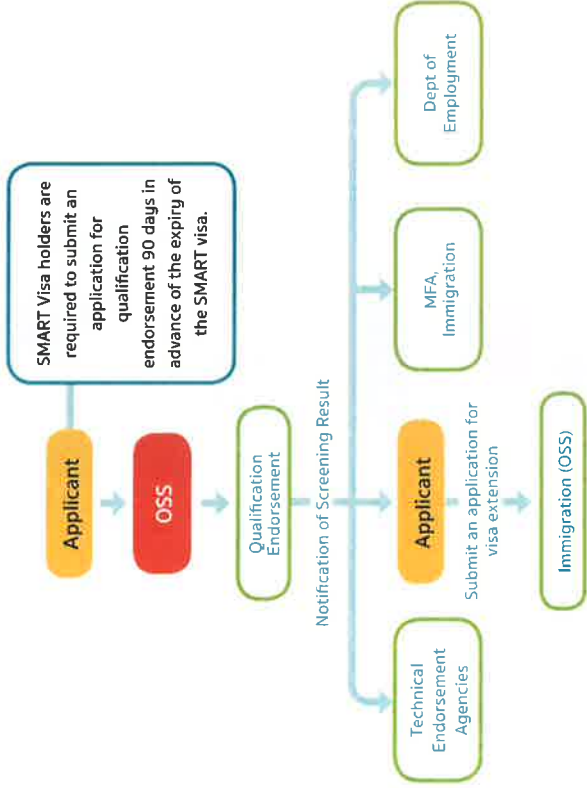 Applicant
SMART Visa holders are
required to submit an
application for
qualification
endorsement 90 days in
advance of the expiry of
the SMART visa.
OSS
Qualification
Endorsement
Notification of Screening Result
Technical
Endorsement
Agencies
Applicant
MFA,
Immigration
Dept of
Employment
Submit an application for
visa extension
Immigration (OSS)